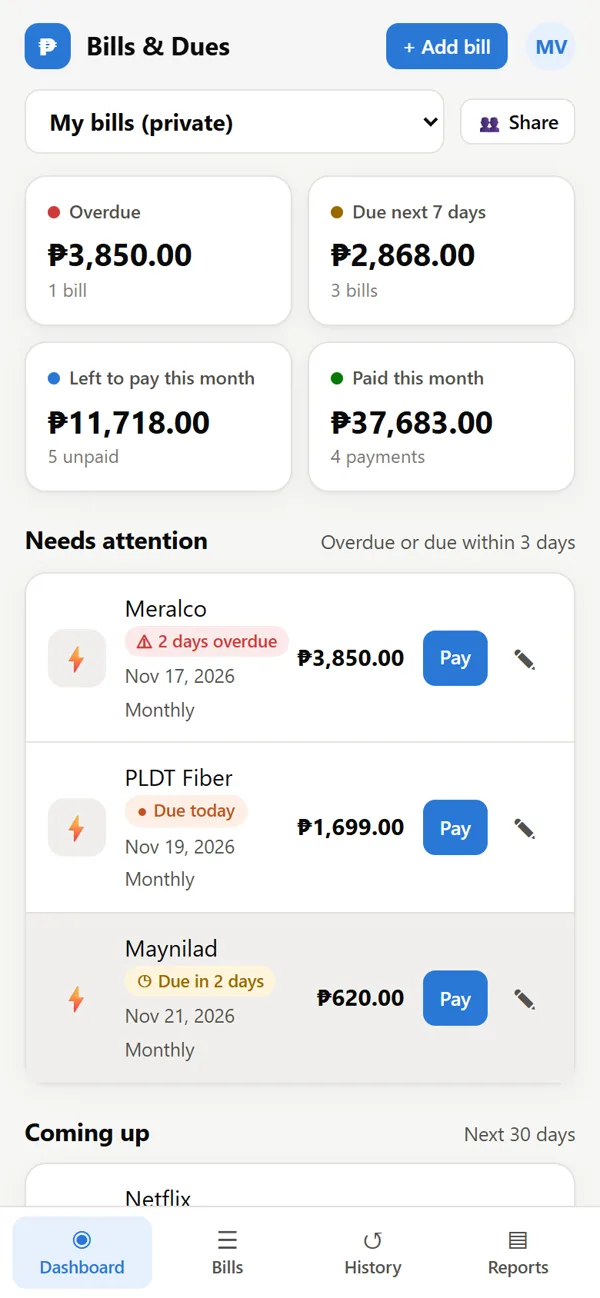 ₱ Bills & Dues + Add bill MV
My bills (private) Share
Overdue
₱3,850.00
1 bill
Due next 7 days
₱2,868.00
3 bills
Left to pay this month
₱11,718.00
5 unpaid
Paid this month
₱37,683.00
4 payments
Needs attention Overdue or due within 3 days
Meralco
2 days overdue
Nov 17, 2026
Monthly
₱3,850.00 Pay
PLDT Fiber
Due today
Nov 19, 2026
Monthly
₱1,699.00 Pay
Maynilad
Due in 2 days
Nov 21, 2026
Monthly
₱620.00 Pay
Coming up Next 30 days
Netflix
Dashboard Bills History Reports